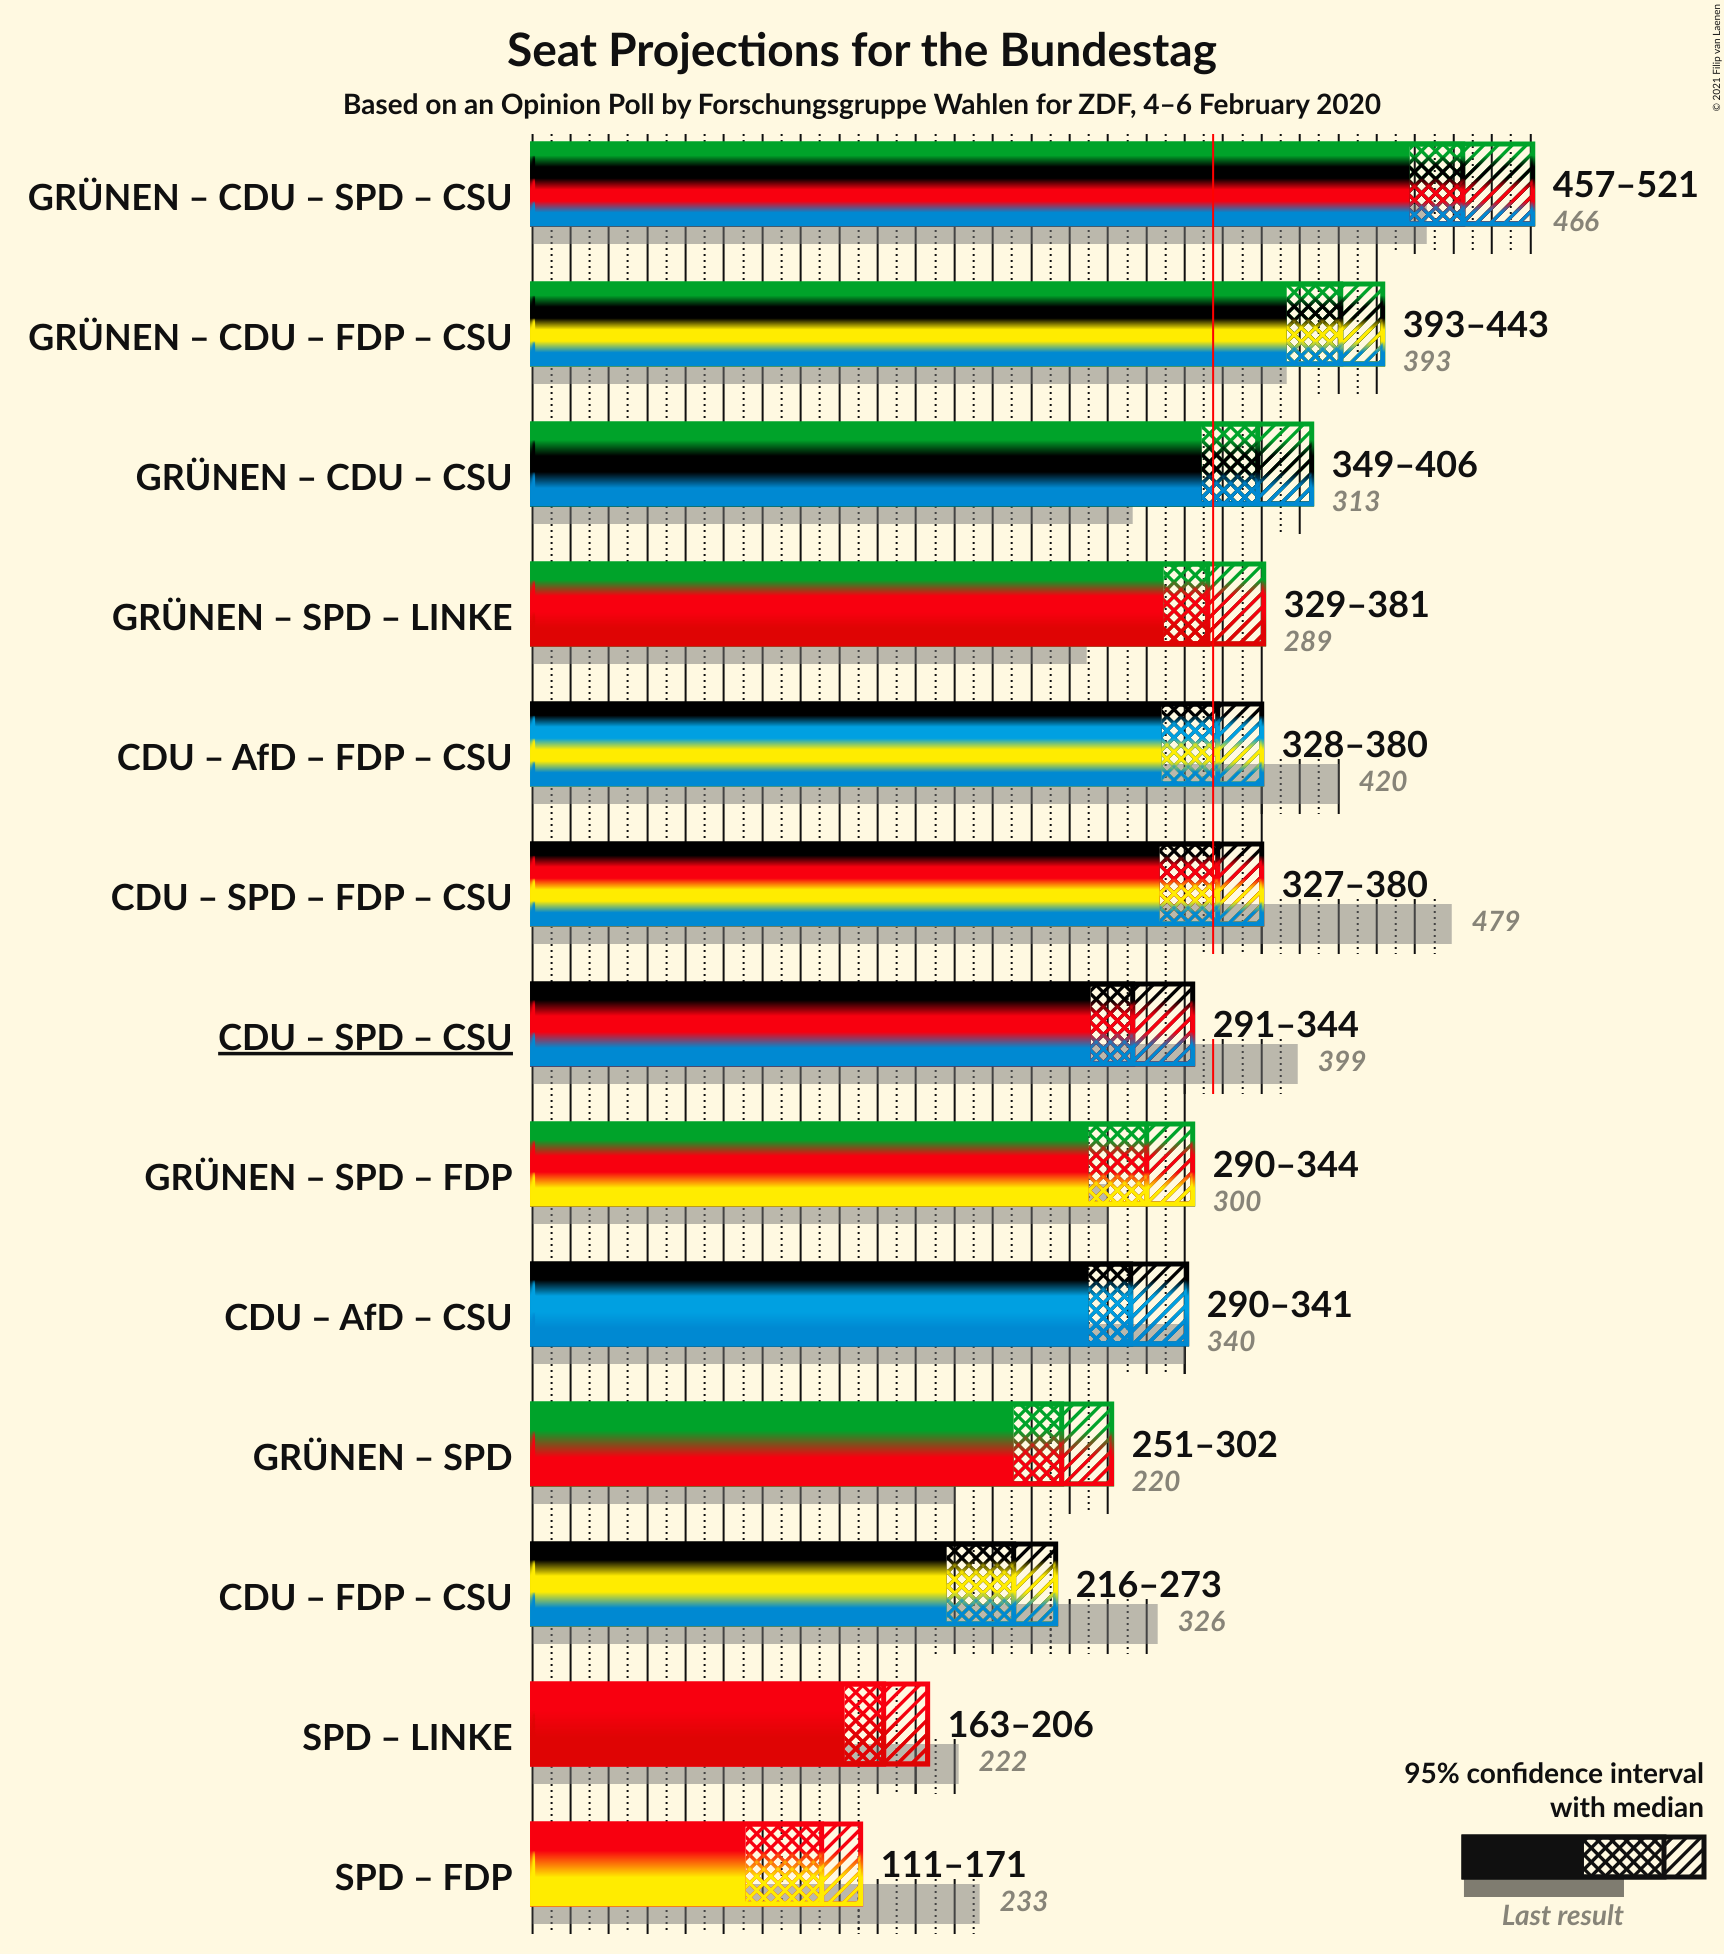 Seat Projections for the Bundestag
Based on an Opinion Poll by Forschungsgruppe Wahlen for ZDF, 4–6 February 2020
© 2021 Filip van Laenen
GRÜNEN – CDU – SPD – CSU
457–521
466
GRÜNEN – CDU – FDP – CSU
393–443
393
GRÜNEN – CDU – CSU
349–406
313
GRÜNEN – SPD – LINKE
329–381
289
CDU – AfD – FDP – CSU
328–380
420
CDU – SPD – FDP – CSU
327–380
479
CDU – SPD – CSU
291–344
399
GRÜNEN – SPD – FDP
290–344
300
CDU – AfD – CSU
290–341
340
GRÜNEN – SPD
251–302
220
CDU – FDP – CSU
216–273
326
SPD – LINKE
163–206
222
SPD – FDP
111–171
233
95% confidence interval
with median
Last result